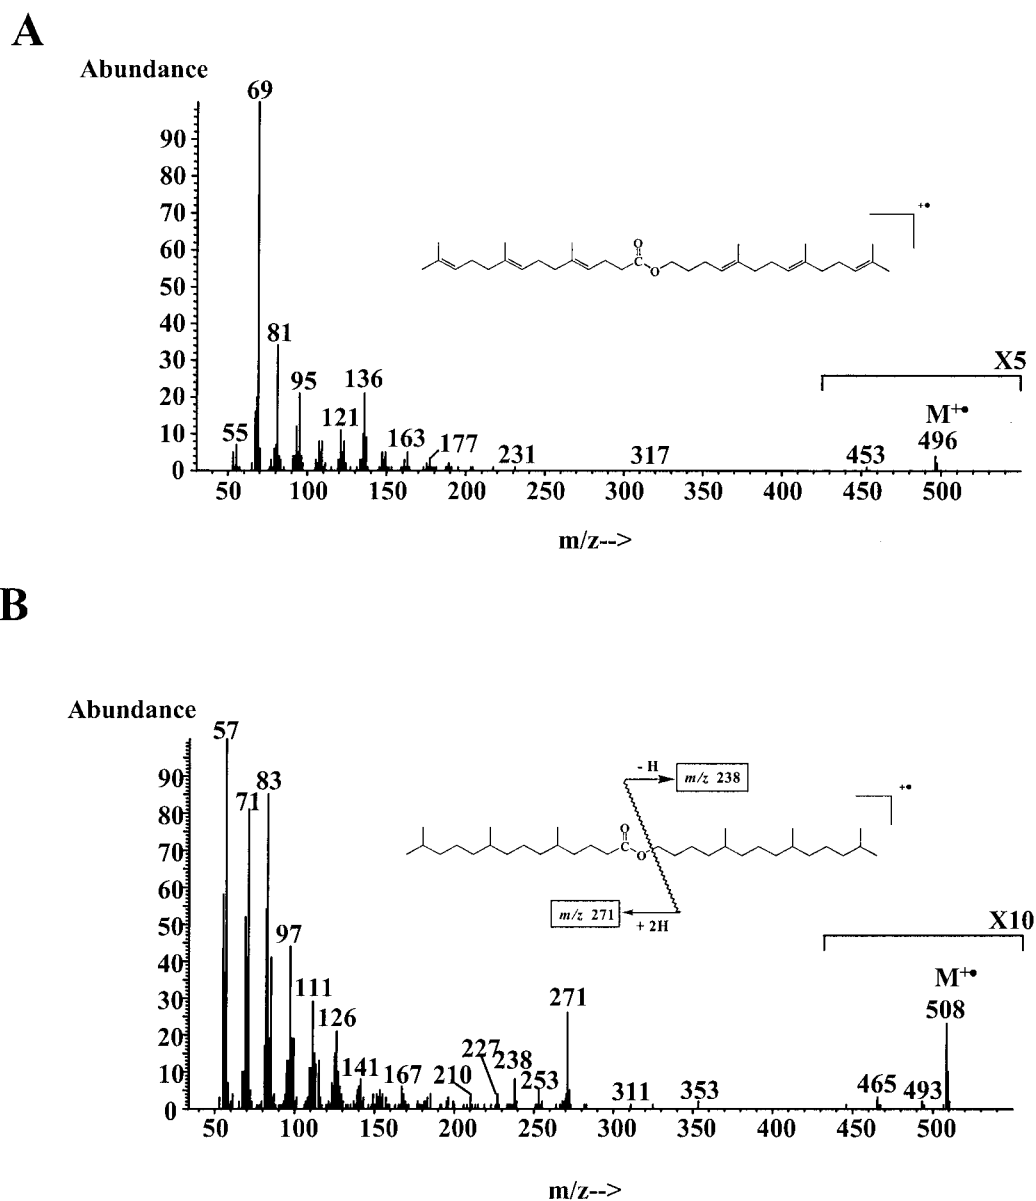 A
Abundance
69
90
80
70
60
50
40
30
20
10
0
81
95
136
121
55
163
177
231
317
453
496
M+•
X5
+•
O
C
O
50 100 150 200 250 300 350 400 450 500
m/z-->
B
Abundance
57
90
80
70
60
50
40
30
20
10
0
83
71
97
111
126
141
167
210
227
238
253
271
311
353
465
493
508
M+•
X10
- H
m/z 238
+•
O
C
O
m/z 271
+ 2H
50 100 150 200 250 300 350 400 450 500
m/z-->